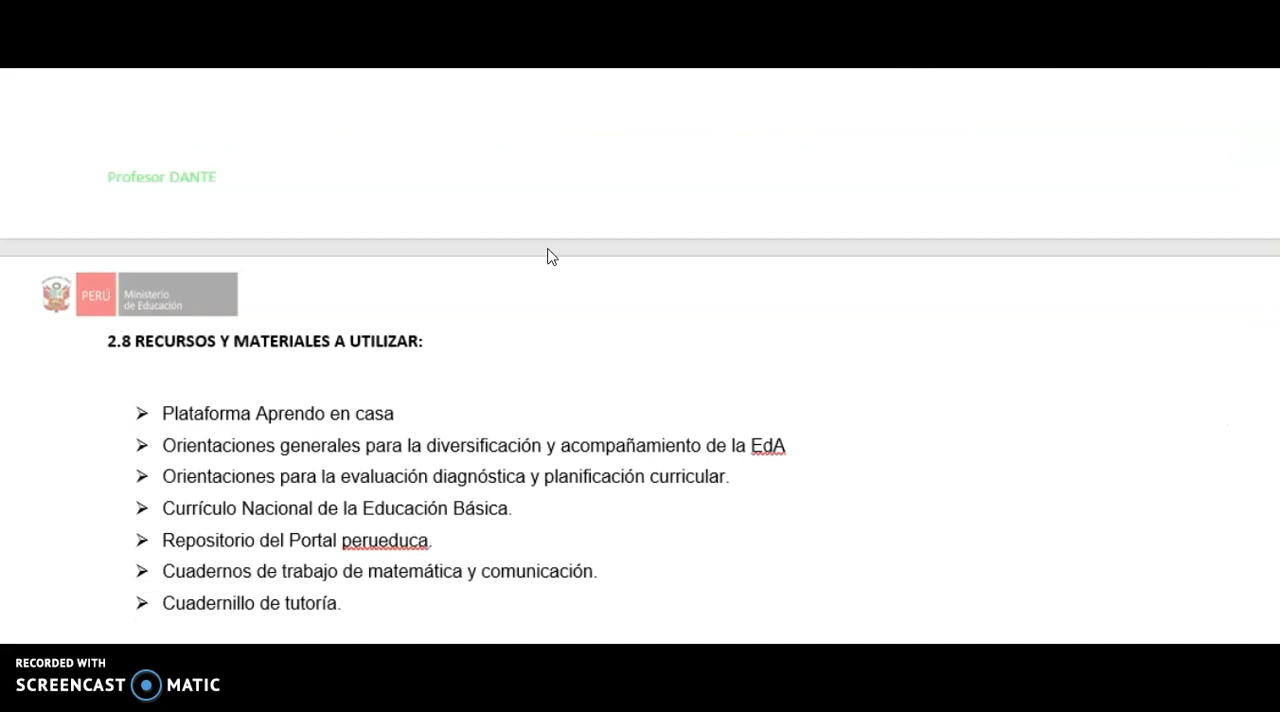 Profesor DANTE
PERÚ
Ministerio
de Educación
2.8 RECURSOS Y MATERIALES A UTILIZAR:
➢ Plataforma Aprendo en casa
➢ Orientaciones generales para la diversificación y acompañamiento de la EdA
➢ Orientaciones para la evaluación diagnóstica y planificación curricular.
➢ Currículo Nacional de la Educación Básica.
➢ Repositorio del Portal perueduca.
➢ Cuadernos de trabajo de matemática y comunicación.
➢ Cuadernillo de tutoría.
RECORDED WITH
SCREENCAST MATIC